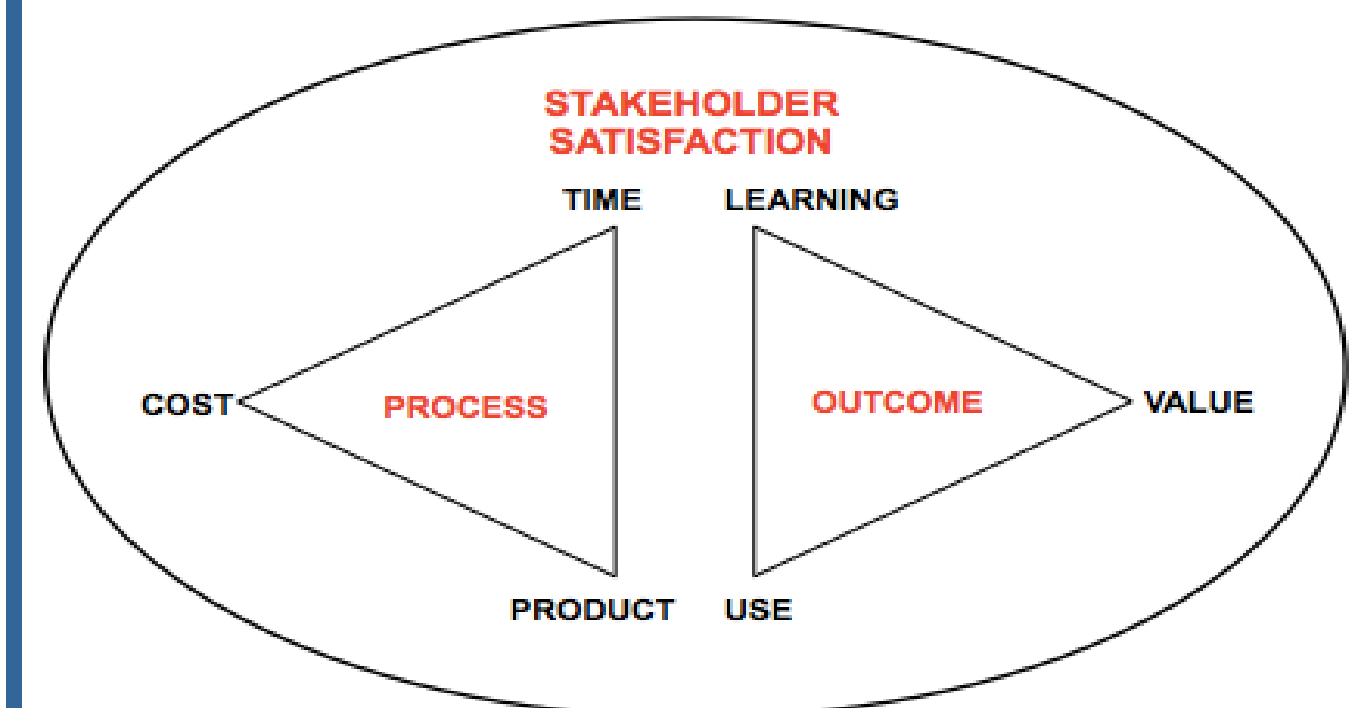 STAKEHOLDER
SATISFACTION
TIME LEARNING
COST PROCESS OUTCOME VALUE
PRODUCT USE